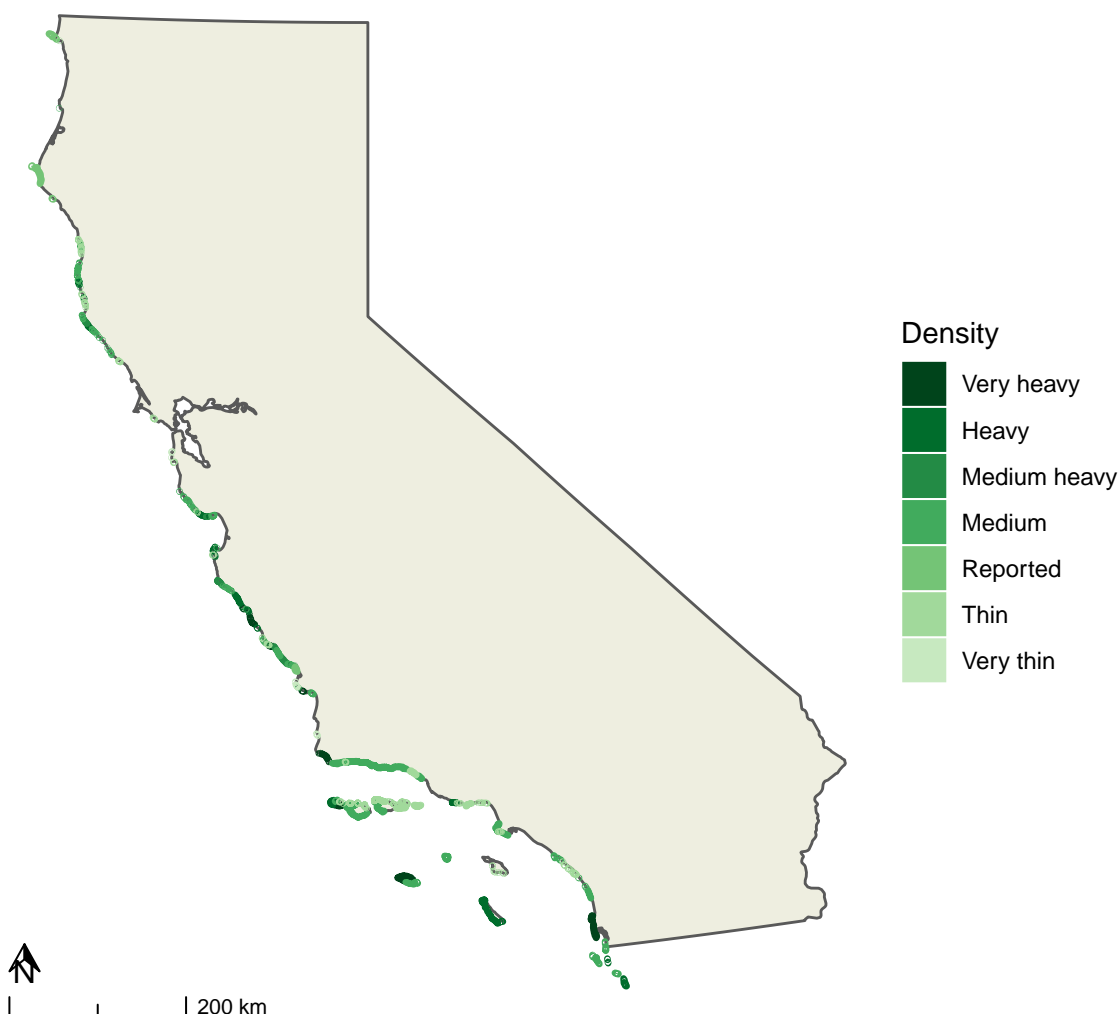 Density
Very heavy
Heavy
Medium heavy
Medium
Reported
Thin
Very thin
N
200 km